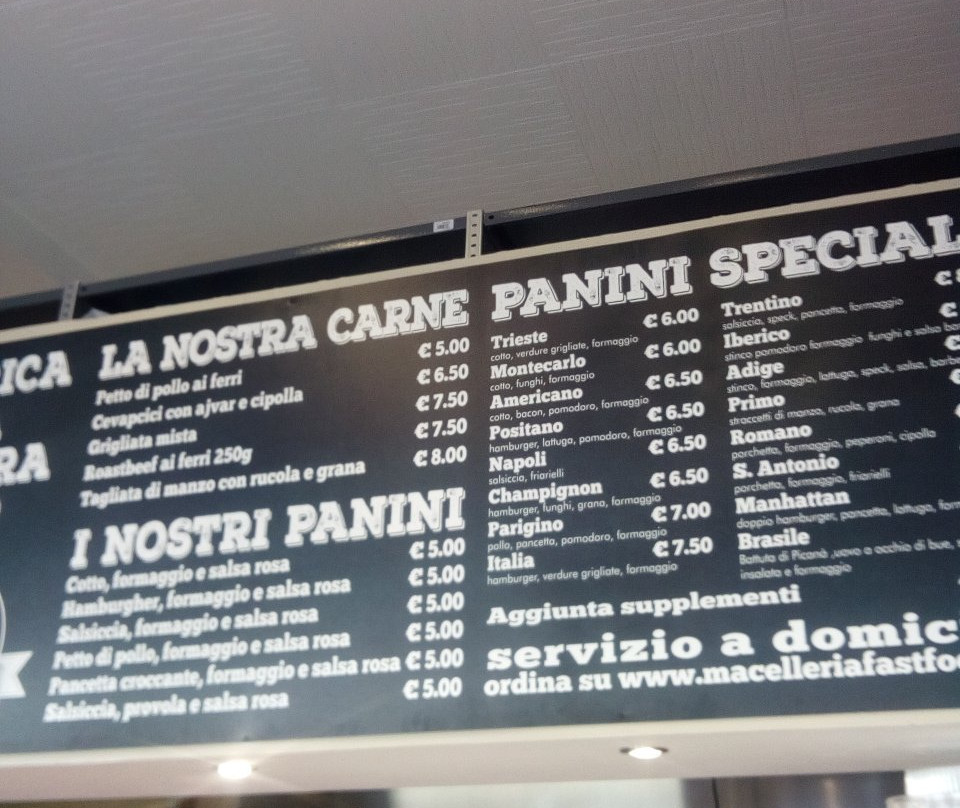 RICA
RA
LA NOSTRA CARNE
Petto di pollo ai ferri € 5.00
Cevapcici con ajvar e cipolla € 6.50
Grigliata mista € 7.50
Roastbeef ai ferri 250g € 7.50
Tagliata di manzo con rucola e grana € 8.00
I NOSTRI PANINI
Cotto, formaggio e salsa rosa € 5.00
Hamburgher, formaggio e salsa rosa € 5.00
Salsiccia, formaggio e salsa rosa € 5.00
Petto di pollo, formaggio e salsa rosa € 5.00
Pancetta croccante, formaggio e salsa rosa € 5.00
Salsiccia, provola e salsa rosa € 5.00
PANINI SPECIAL
Trieste € 6.00
cotto, verdure grigliate, formaggio
Montecarlo € 6.00
cotto, funghi, formaggio
Americano € 6.50
cotto, bacon, pomodoro, formaggio
Positano € 6.50
hamburger, lattuga, pomodoro, formaggio
Napoli € 6.50
salsiccia, friarielli
Champignon € 6.50
hamburger, funghi, grana, formaggio
Parigino € 7.00
pollo, pancetta, pomodoro, formaggio
Italia € 7.50
hamburger, verdure grigliate, formaggio
Trentino €
salsiccia, speck, pancetta, formaggio
Iberico €
stinco pomodoro formaggio funghi e salsa
Adige €
stinco, formaggio, lattuga, speck, salsa,
Primo
straccetti di manzo, rucola, grana
Romano
porchetta, formaggio, peperoni, cipolla
S. Antonio
porchetta, formaggio, friarielli
Manhattan
doppio hamburger, pancetta, lattuga,
Brasile
Battuta di Picanà ,uovo a occhio di bue,
insalata e formaggio
Aggiunta supplementi
servizio a domic
ordina su www.macelleriafastfoo